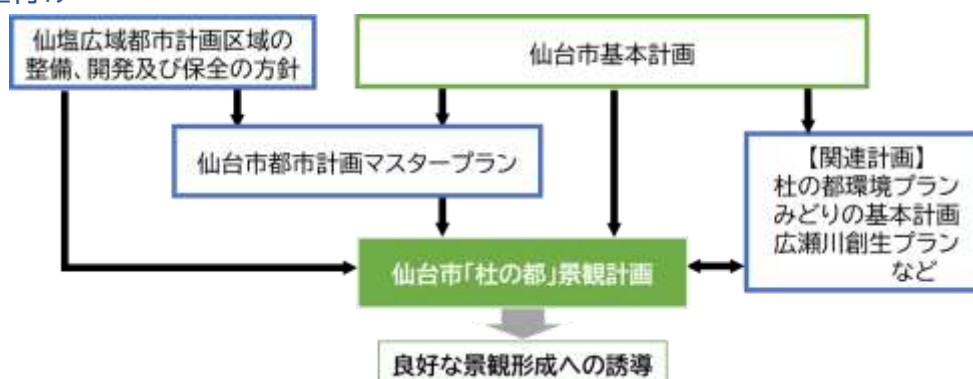 仙塩広域都市計画区域の
整備、開発及び保全の方針
仙台市基本計画
仙台市都市計画マスタープラン
【関連計画】
杜の都環境プラン
みどりの基本計画
広瀬川創生プラン
など
仙台市「杜の都」景観計画
良好な景観形成への誘導